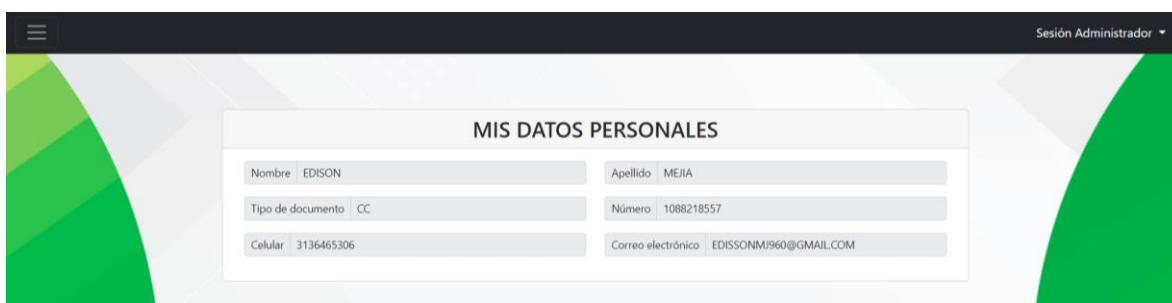 Sesión Administrador
MIS DATOS PERSONALES
Nombre EDISON Apellido MEJIA
Tipo de documento CC Número 1088218557
Celular 3136465306 Correo electrónico EDISSONMJ960@GMAIL.COM